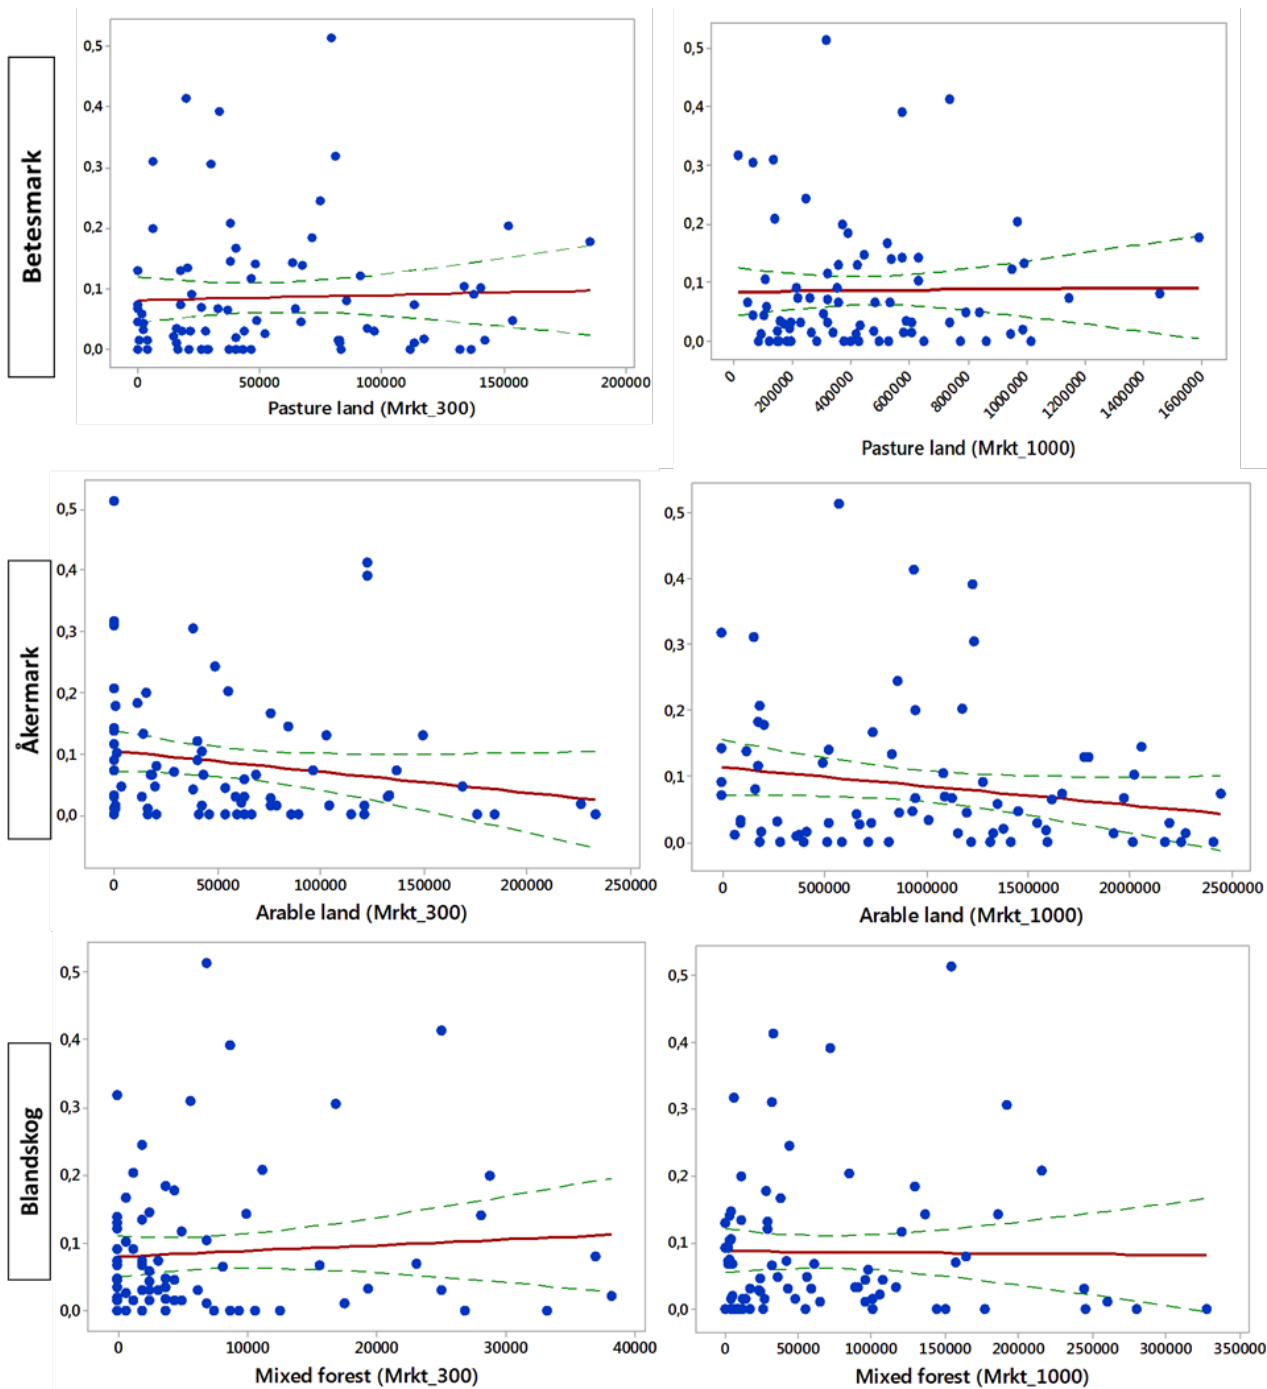 Betesmark
0,5
0,4
0,3
0,2
0,1
0,0
0 50000 100000 150000 200000
Pasture land (Mrkt_300)
0,5
0,4
0,3
0,2
0,1
0,0
0 200000 400000 600000 800000 1000000 1200000 1400000 1600000
Pasture land (Mrkt_1000)
Åkermark
0,5
0,4
0,3
0,2
0,1
0,0
0 50000 100000 150000 200000 250000
Arable land (Mrkt_300)
0,5
0,4
0,3
0,2
0,1
0,0
0 500000 1000000 1500000 2000000 2500000
Arable land (Mrkt_1000)
Blandskog
0,5
0,4
0,3
0,2
0,1
0,0
0 10000 20000 30000 40000
Mixed forest (Mrkt_300)
0,5
0,4
0,3
0,2
0,1
0,0
0 50000 100000 150000 200000 250000 300000 350000
Mixed forest (Mrkt_1000)